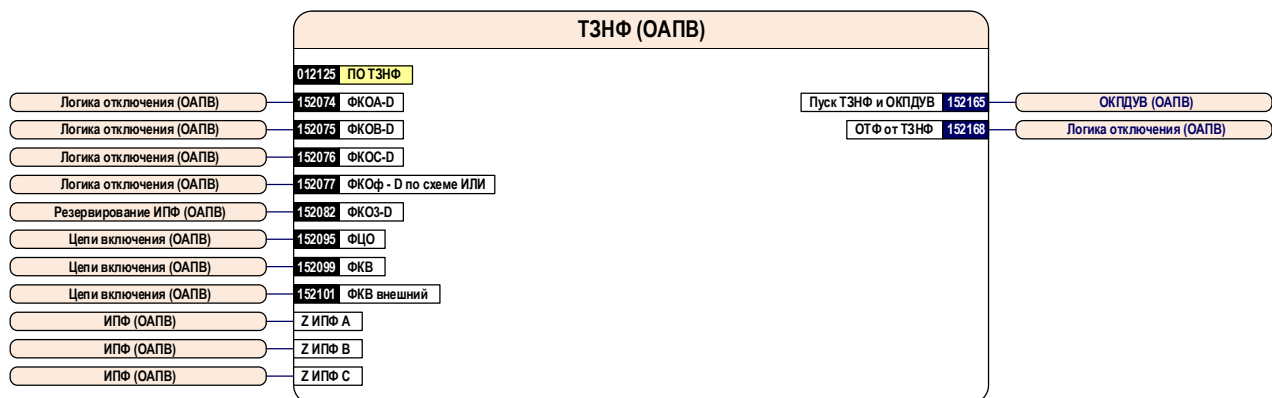 ТЗНФ (ОАПВ)
012125 ПО ТЗНФ
Логика отключения (ОАПВ) 152074 ФКОА-D Пуск ТЗНФ и ОКПДУВ 152165 ОКПДУВ (ОАПВ)
Логика отключения (ОАПВ) 152075 ФКОВ-D ОТФ от ТЗНФ 152168 Логика отключения (ОАПВ)
Логика отключения (ОАПВ) 152076 ФКОС-D
Логика отключения (ОАПВ) 152077 ФКОф - D по схеме ИЛИ
Резервирование ИПФ (ОАПВ) 152082 ФКОЗ-D
Цепи включения (ОАПВ) 152095 ФЦО
Цепи включения (ОАПВ) 152099 ФКВ
Цепи включения (ОАПВ) 152101 ФКВ внешний
ИПФ (ОАПВ) Z ИПФ А
ИПФ (ОАПВ) Z ИПФ В
ИПФ (ОАПВ) Z ИПФ С